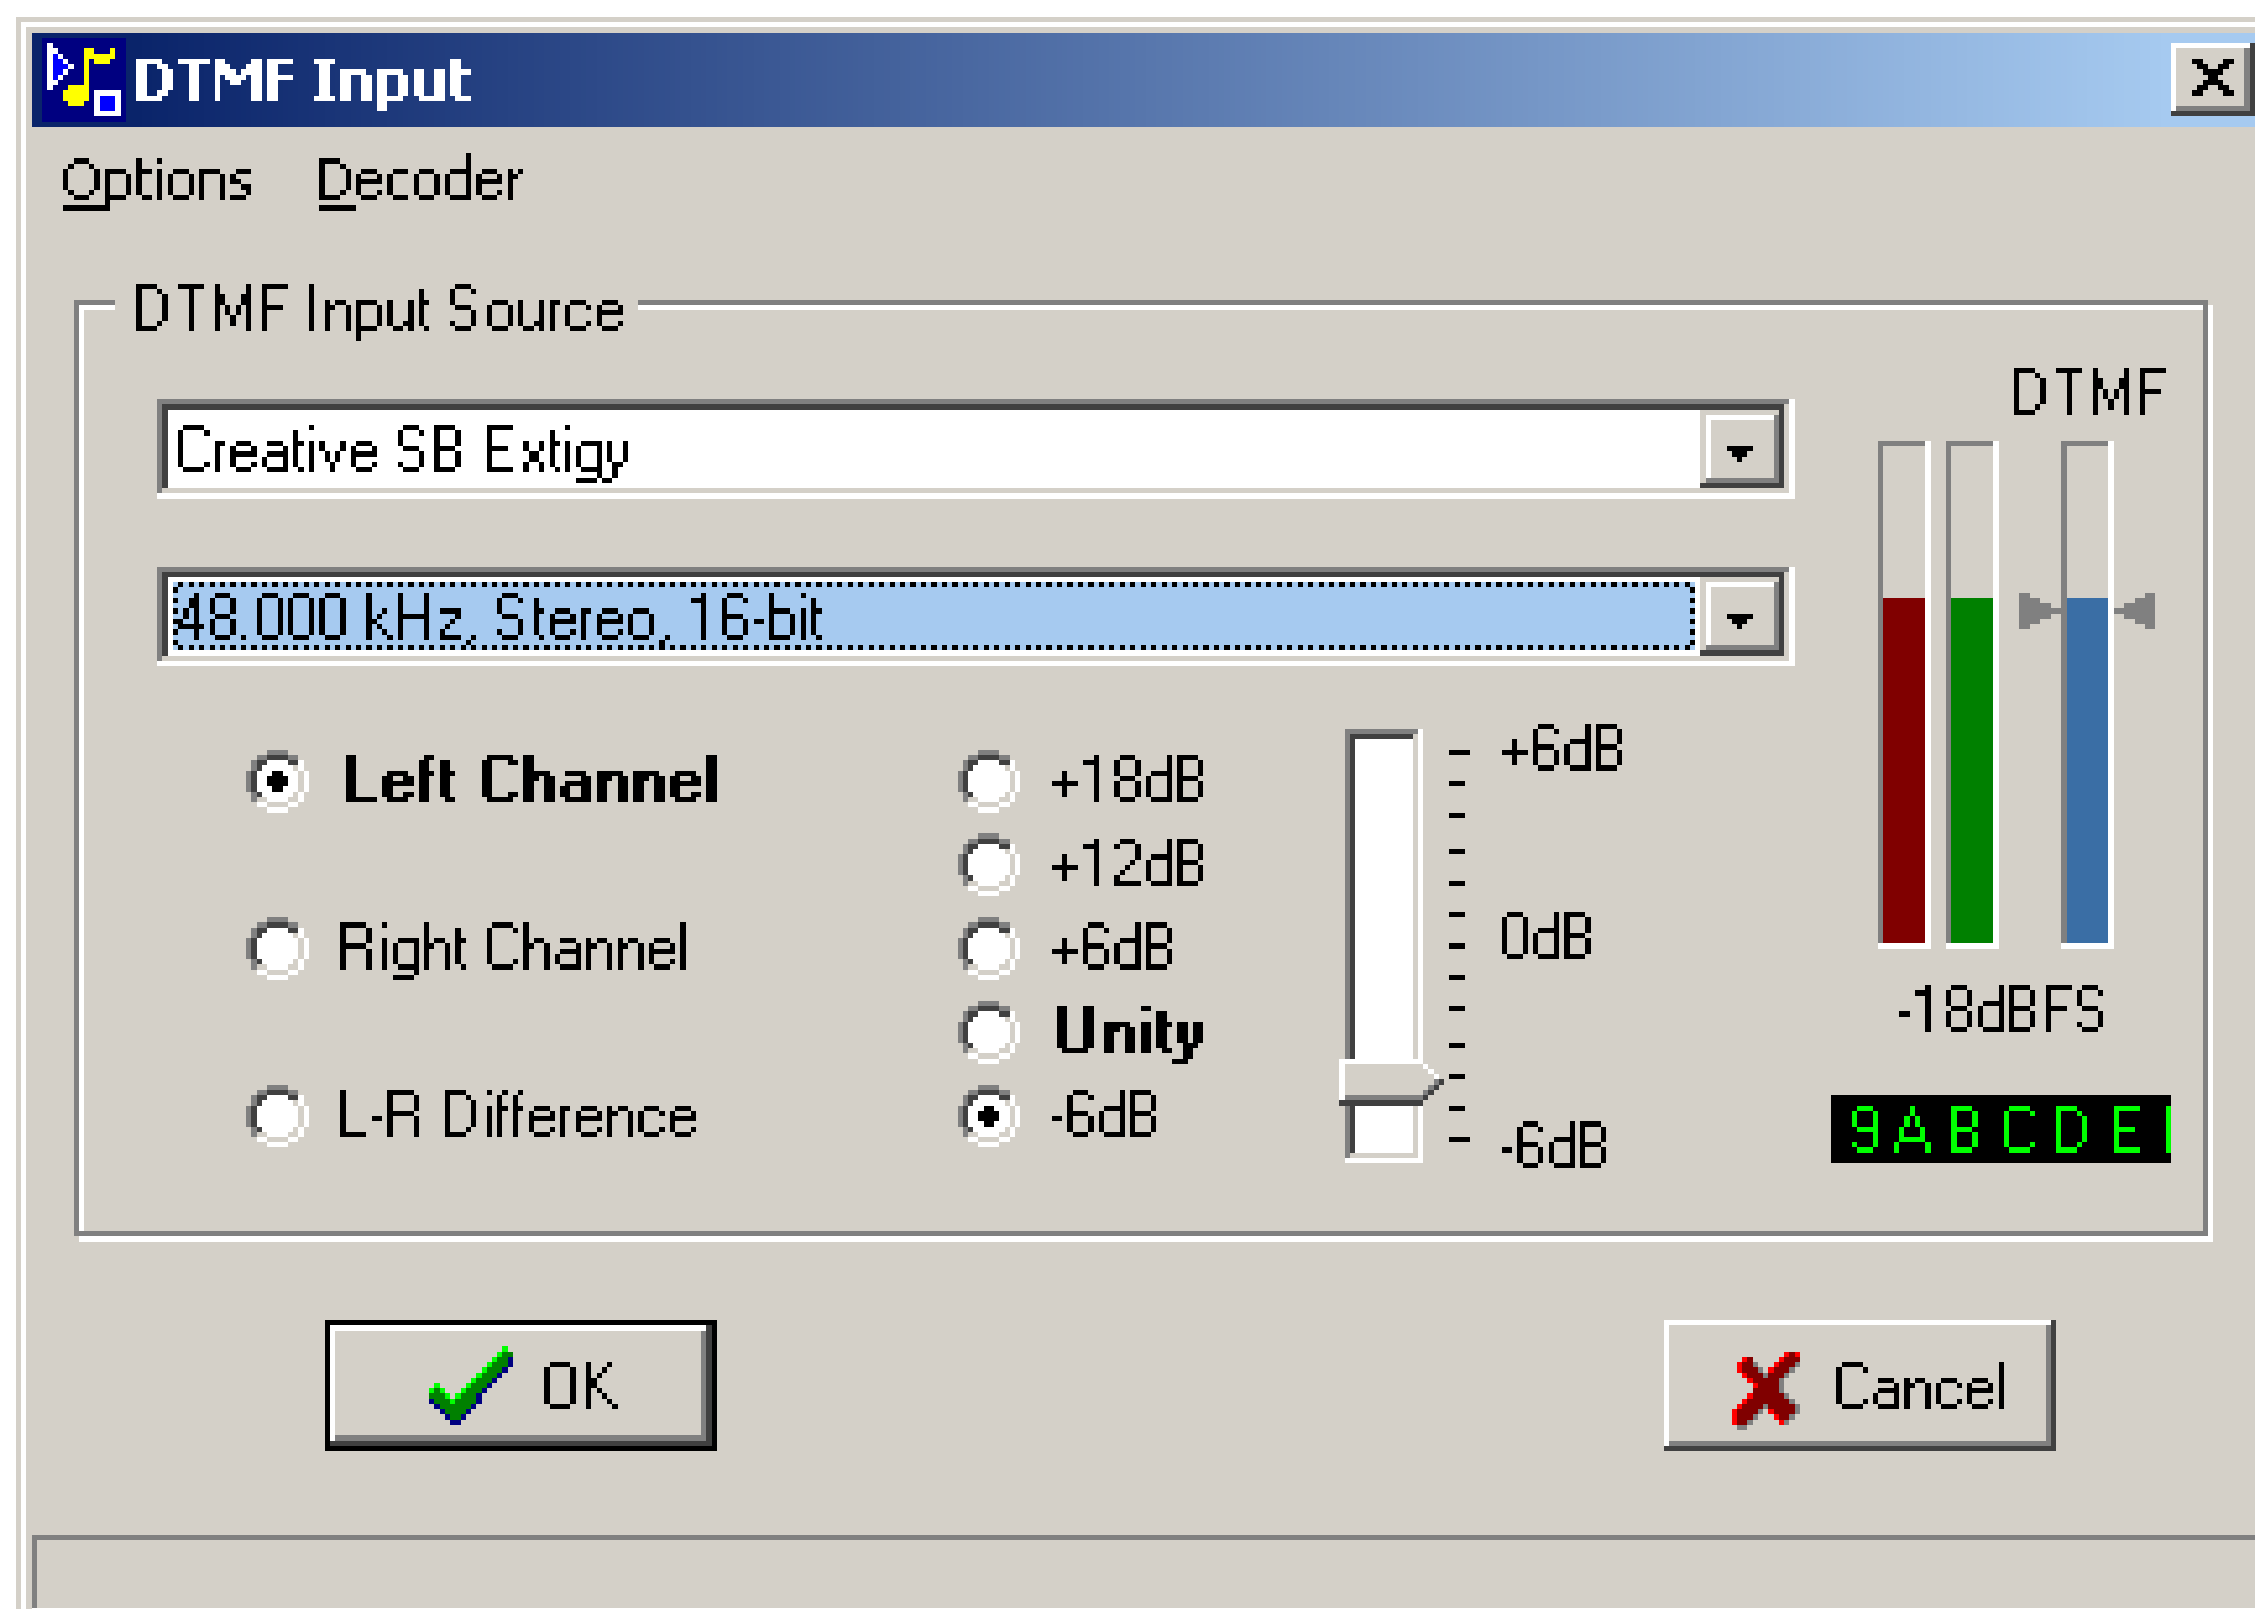 DTMF Input
Options Decoder
DTMF Input Source
DTMF
Creative SB Extigy
48.000 kHz, Stereo, 16-bit
Left Channel
Right Channel
L-R Difference
+18dB
+12dB
+6dB
Unity
-6dB
+6dB
0dB
-6dB
-18dBFS
9ABCDE
OK
Cancel